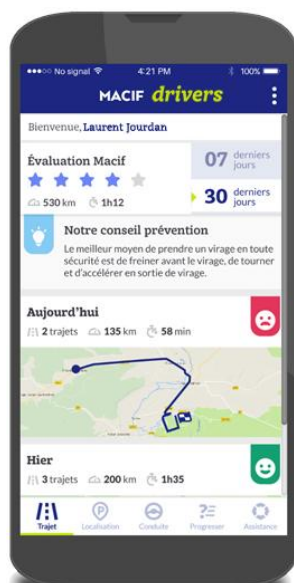 No signal 4:21 PM 100%
MACIF drivers
Bienvenue, Laurent Jourdan
Évaluation Macif
530 km 1h12
07 derniers jours
30 derniers jours
Notre conseil prévention
Le meilleur moyen de prendre un virage en toute
sécurité est de freiner avant le virage, de tourner
et d'accélérer en sortie de virage.
Aujourd'hui
2 trajets 135 km 58 min
Hier
3 trajets 200 km 1h35
Trajet Localisation Conduite Progresser Assistance